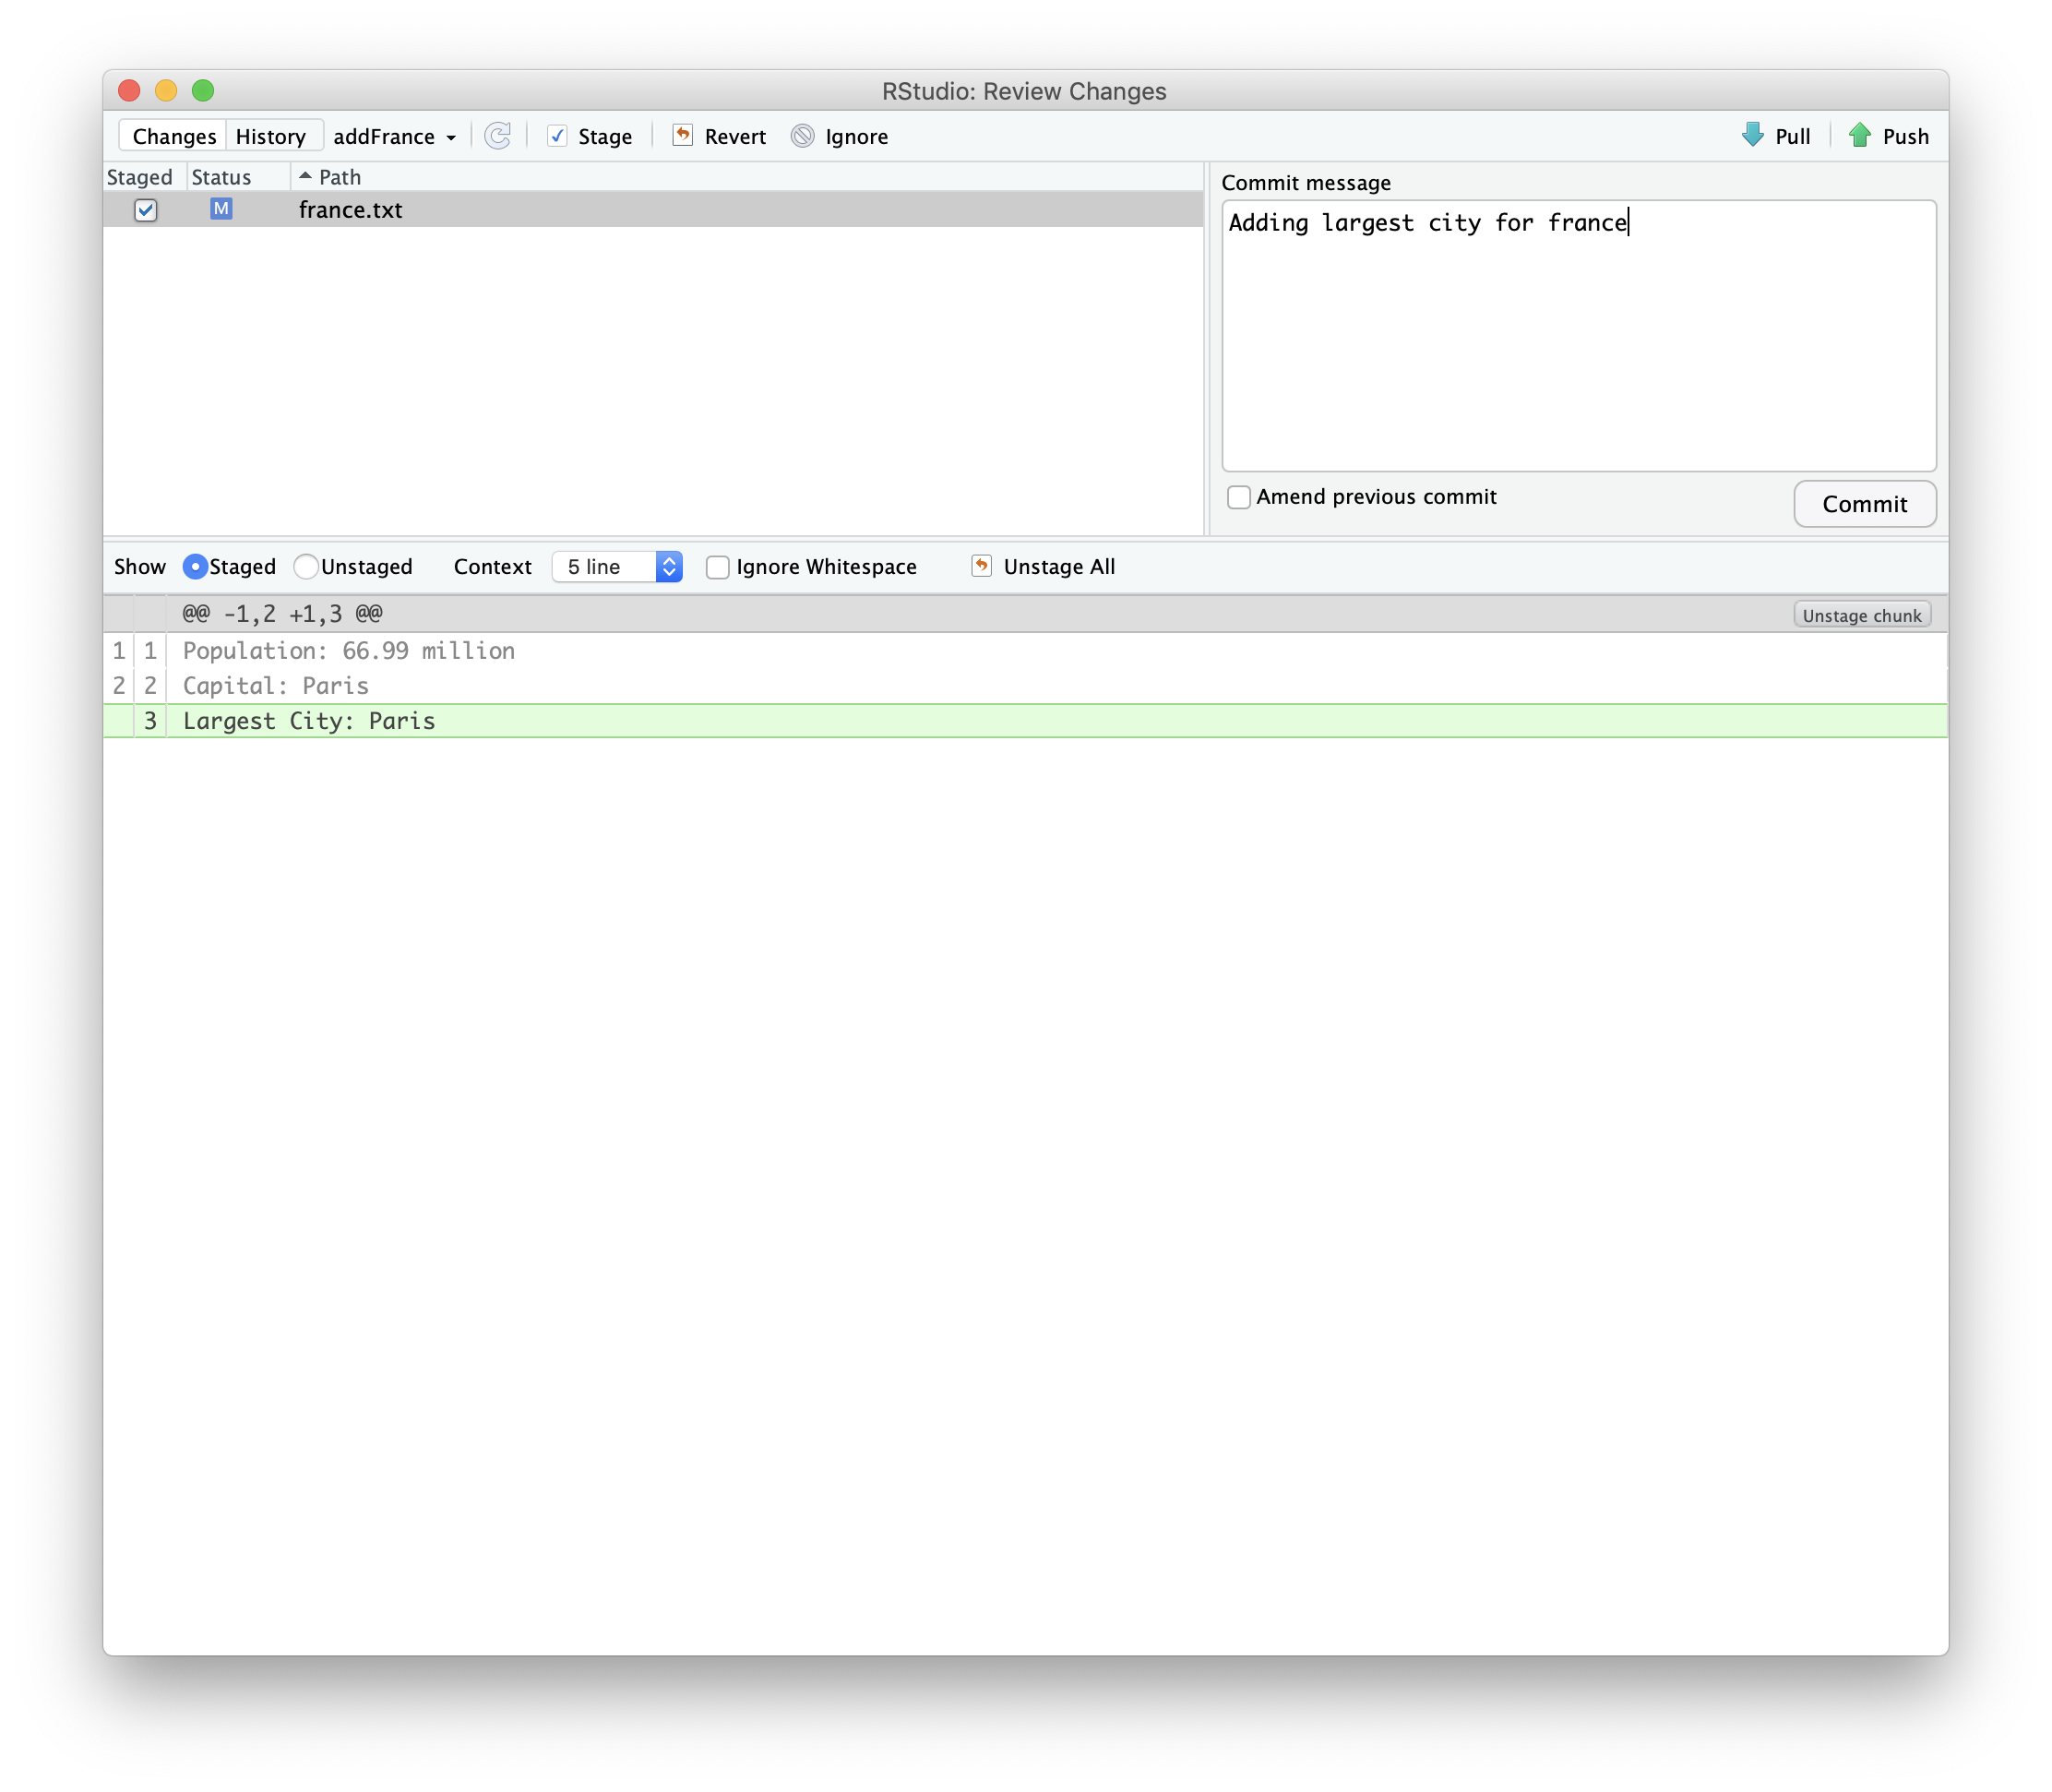 RStudio: Review Changes
Changes History addFrance Stage Revert Ignore Pull Push
Staged Status Path
M france.txt
Commit message
Adding largest city for france
Amend previous commit Commit
Show Staged Unstaged Context 5 line Ignore Whitespace Unstage All
@@ -1,2 +1,3 @@ Unstage chunk
1 1 Population: 66.99 million
2 2 Capital: Paris
3 Largest City: Paris